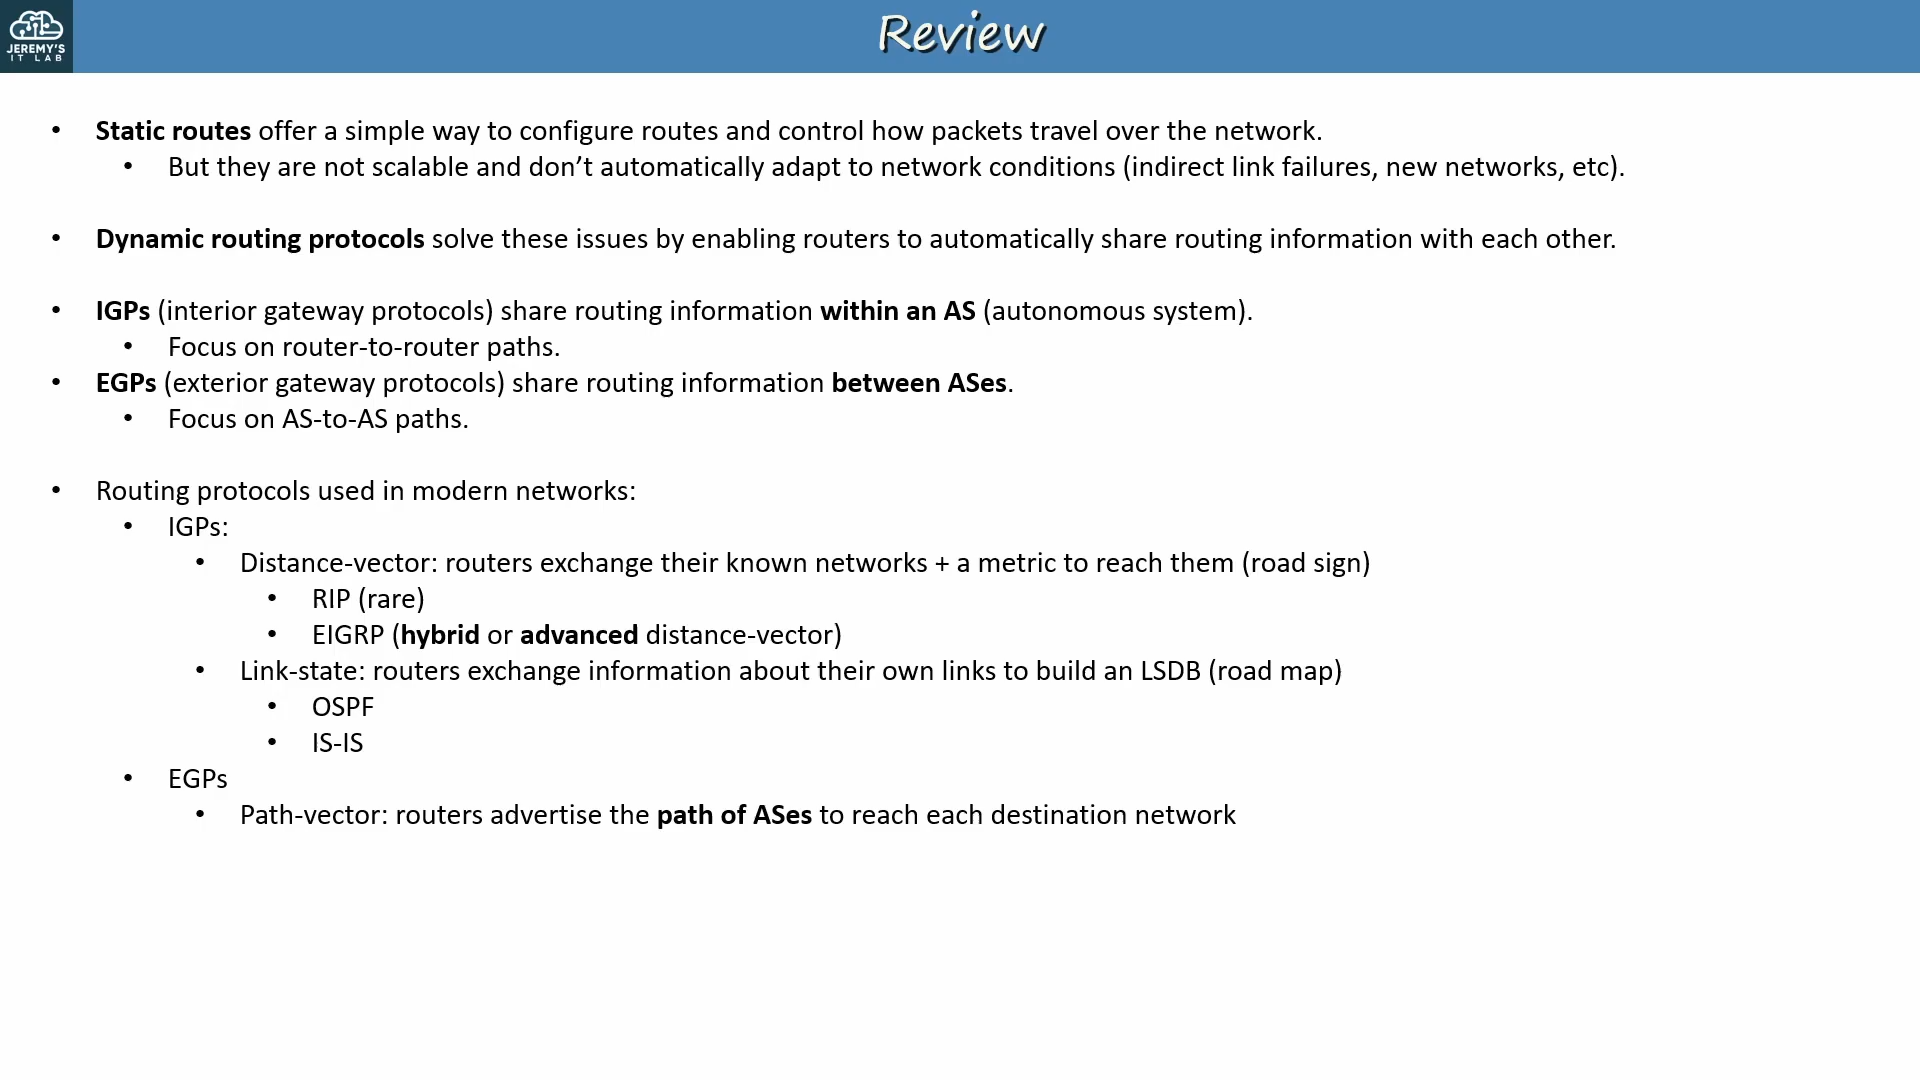 JEREMY'S
IT LAB
Review
• Static routes offer a simple way to configure routes and control how packets travel over the network.
• But they are not scalable and don’t automatically adapt to network conditions (indirect link failures, new networks, etc).
• Dynamic routing protocols solve these issues by enabling routers to automatically share routing information with each other.
• IGPs (interior gateway protocols) share routing information within an AS (autonomous system).
• Focus on router-to-router paths.
• EGPs (exterior gateway protocols) share routing information between ASes.
• Focus on AS-to-AS paths.
• Routing protocols used in modern networks:
• IGPs:
• Distance-vector: routers exchange their known networks + a metric to reach them (road sign)
• RIP (rare)
• EIGRP (hybrid or advanced distance-vector)
• Link-state: routers exchange information about their own links to build an LSDB (road map)
• OSPF
• IS-IS
• EGPs
• Path-vector: routers advertise the path of ASes to reach each destination network